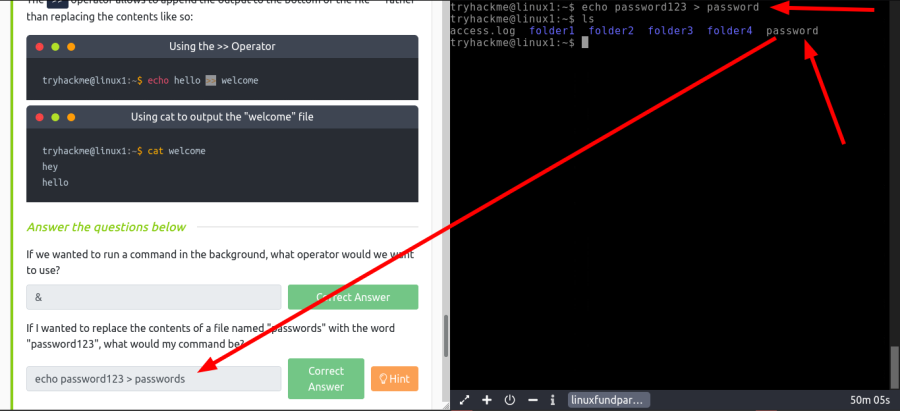 The >> operator allows to append the output to the bottom of the file — rather
than replacing the contents like so:
Using the >> Operator
tryhackme@linux1:~$ echo hello >> welcome
Using cat to output the "welcome" file
tryhackme@linux1:~$ cat welcome
hey
hello
Answer the questions below
If we wanted to run a command in the background, what operator would we want
to use?
&
Correct Answer
If I wanted to replace the contents of a file named "passwords" with the word
"password123", what would my command be?
echo password123 > passwords
Correct
Answer
Hint
tryhackme@linux1:~$ echo password123 > password
tryhackme@linux1:~$ ls
access.log folder1 folder2 folder3 folder4 password
tryhackme@linux1:~$
linuxfundpar...
50m 05s